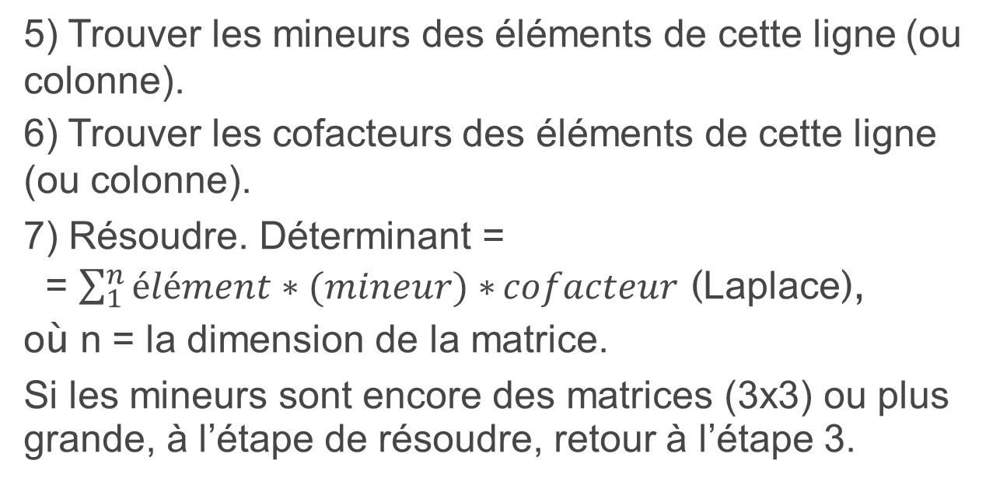 5) Trouver les mineurs des éléments de cette ligne (ou
colonne).
6) Trouver les cofacteurs des éléments de cette ligne
(ou colonne).
7) Résoudre. Déterminant =
= ∑₁ⁿ élément ∗ (mineur) ∗ cofacteur (Laplace),
où n = la dimension de la matrice.
Si les mineurs sont encore des matrices (3x3) ou plus
grande, à l’étape de résoudre, retour à l’étape 3.